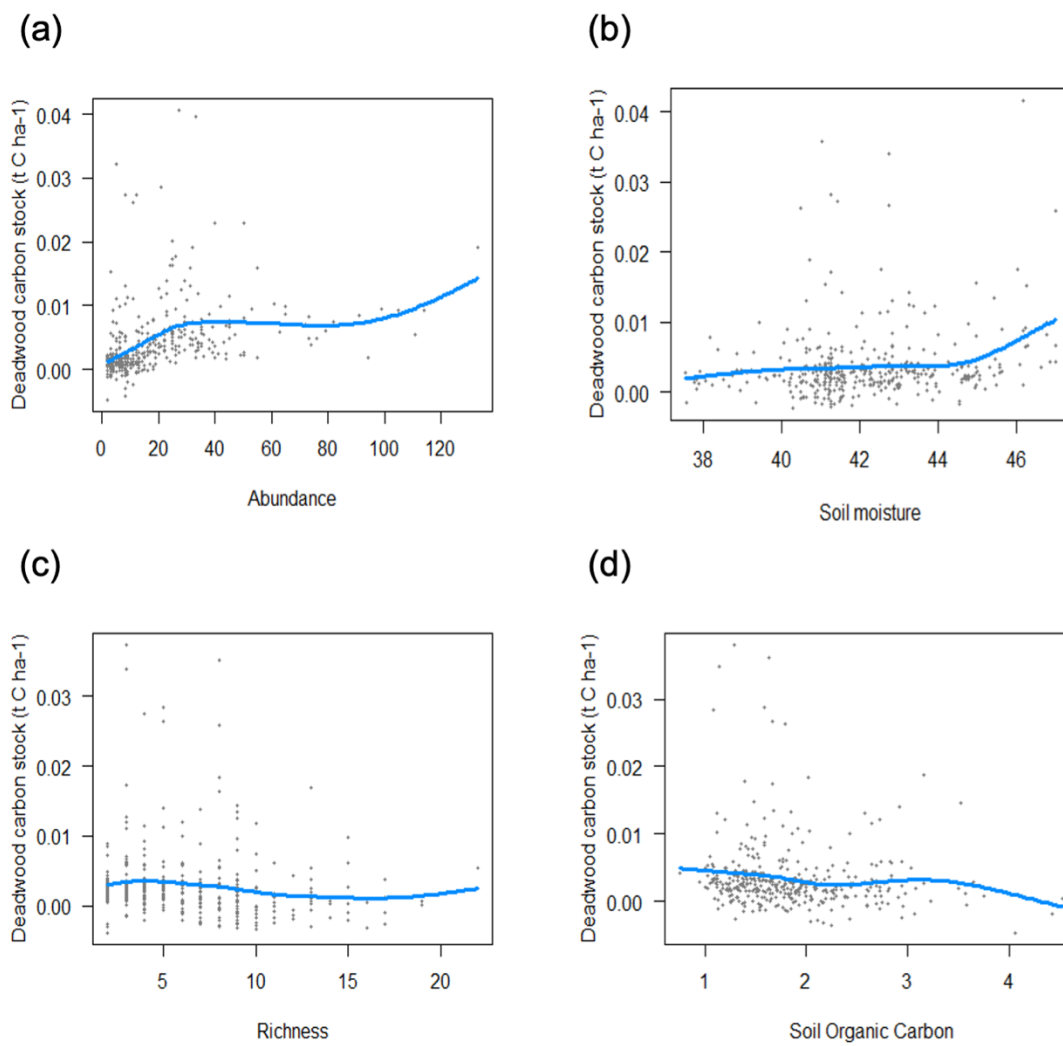 (a)
Deadwood carbon stock (t C ha-1)
0.04
0.03
0.02
0.01
0.00
0 20 40 60 80 100 120
Abundance
(b)
Deadwood carbon stock (t C ha-1)
0.04
0.03
0.02
0.01
0.00
38 40 42 44 46
Soil moisture
(c)
Deadwood carbon stock (t C ha-1)
0.03
0.02
0.01
0.00
5 10 15 20
Richness
(d)
Deadwood carbon stock (t C ha-1)
0.03
0.02
0.01
0.00
1 2 3 4
Soil Organic Carbon